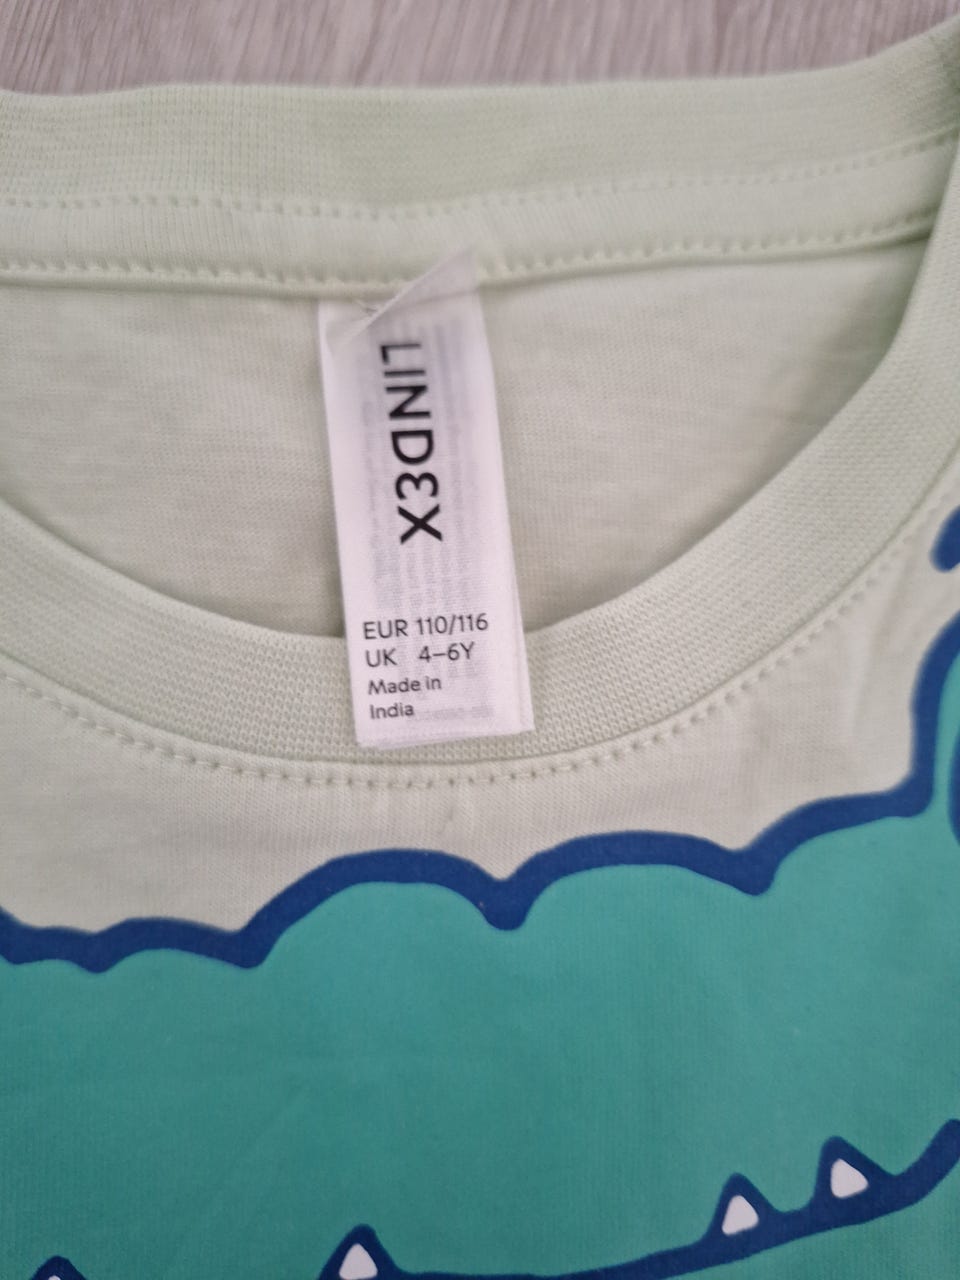 LINDEX
EUR 110/116
UK 4–6Y
Made in
India